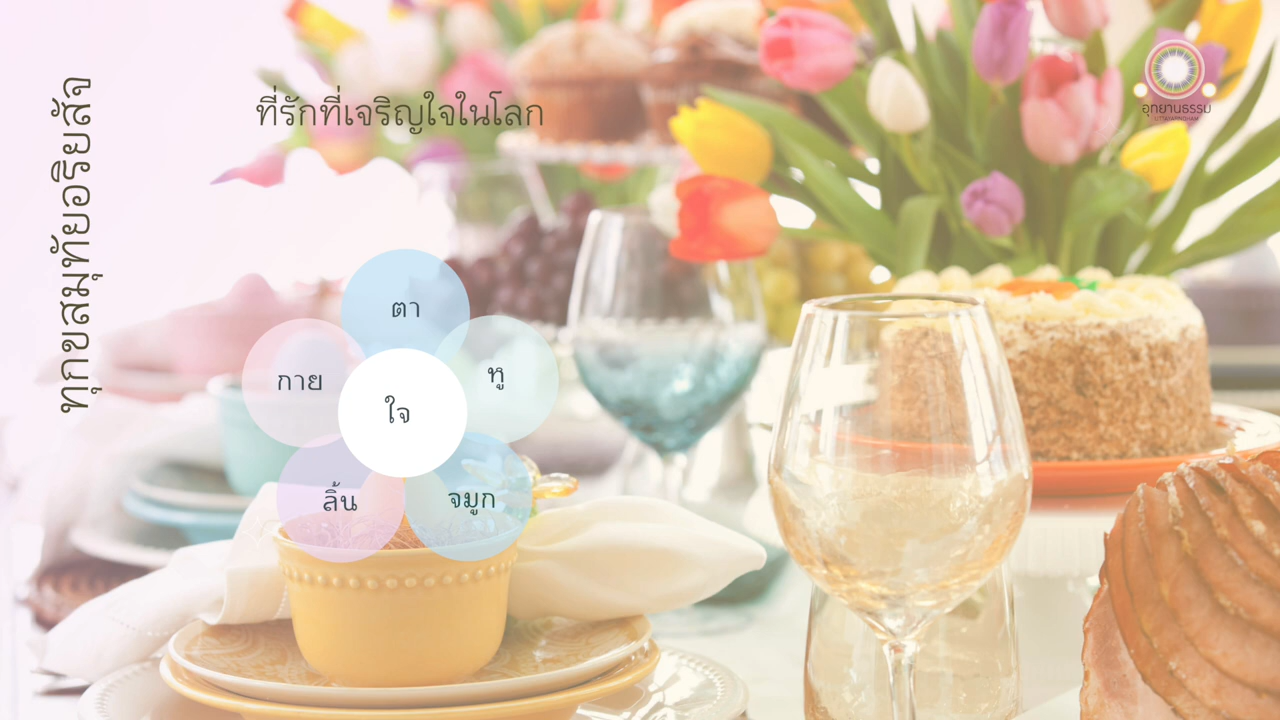 ทุกขสมุทัยอริยสัจ
ที่รักที่เจริญใจในโลก
ตา
หู
กาย
ใจ
ลิ้น
จมูก
อุทยานธรรม
UTTAYARNDHAM